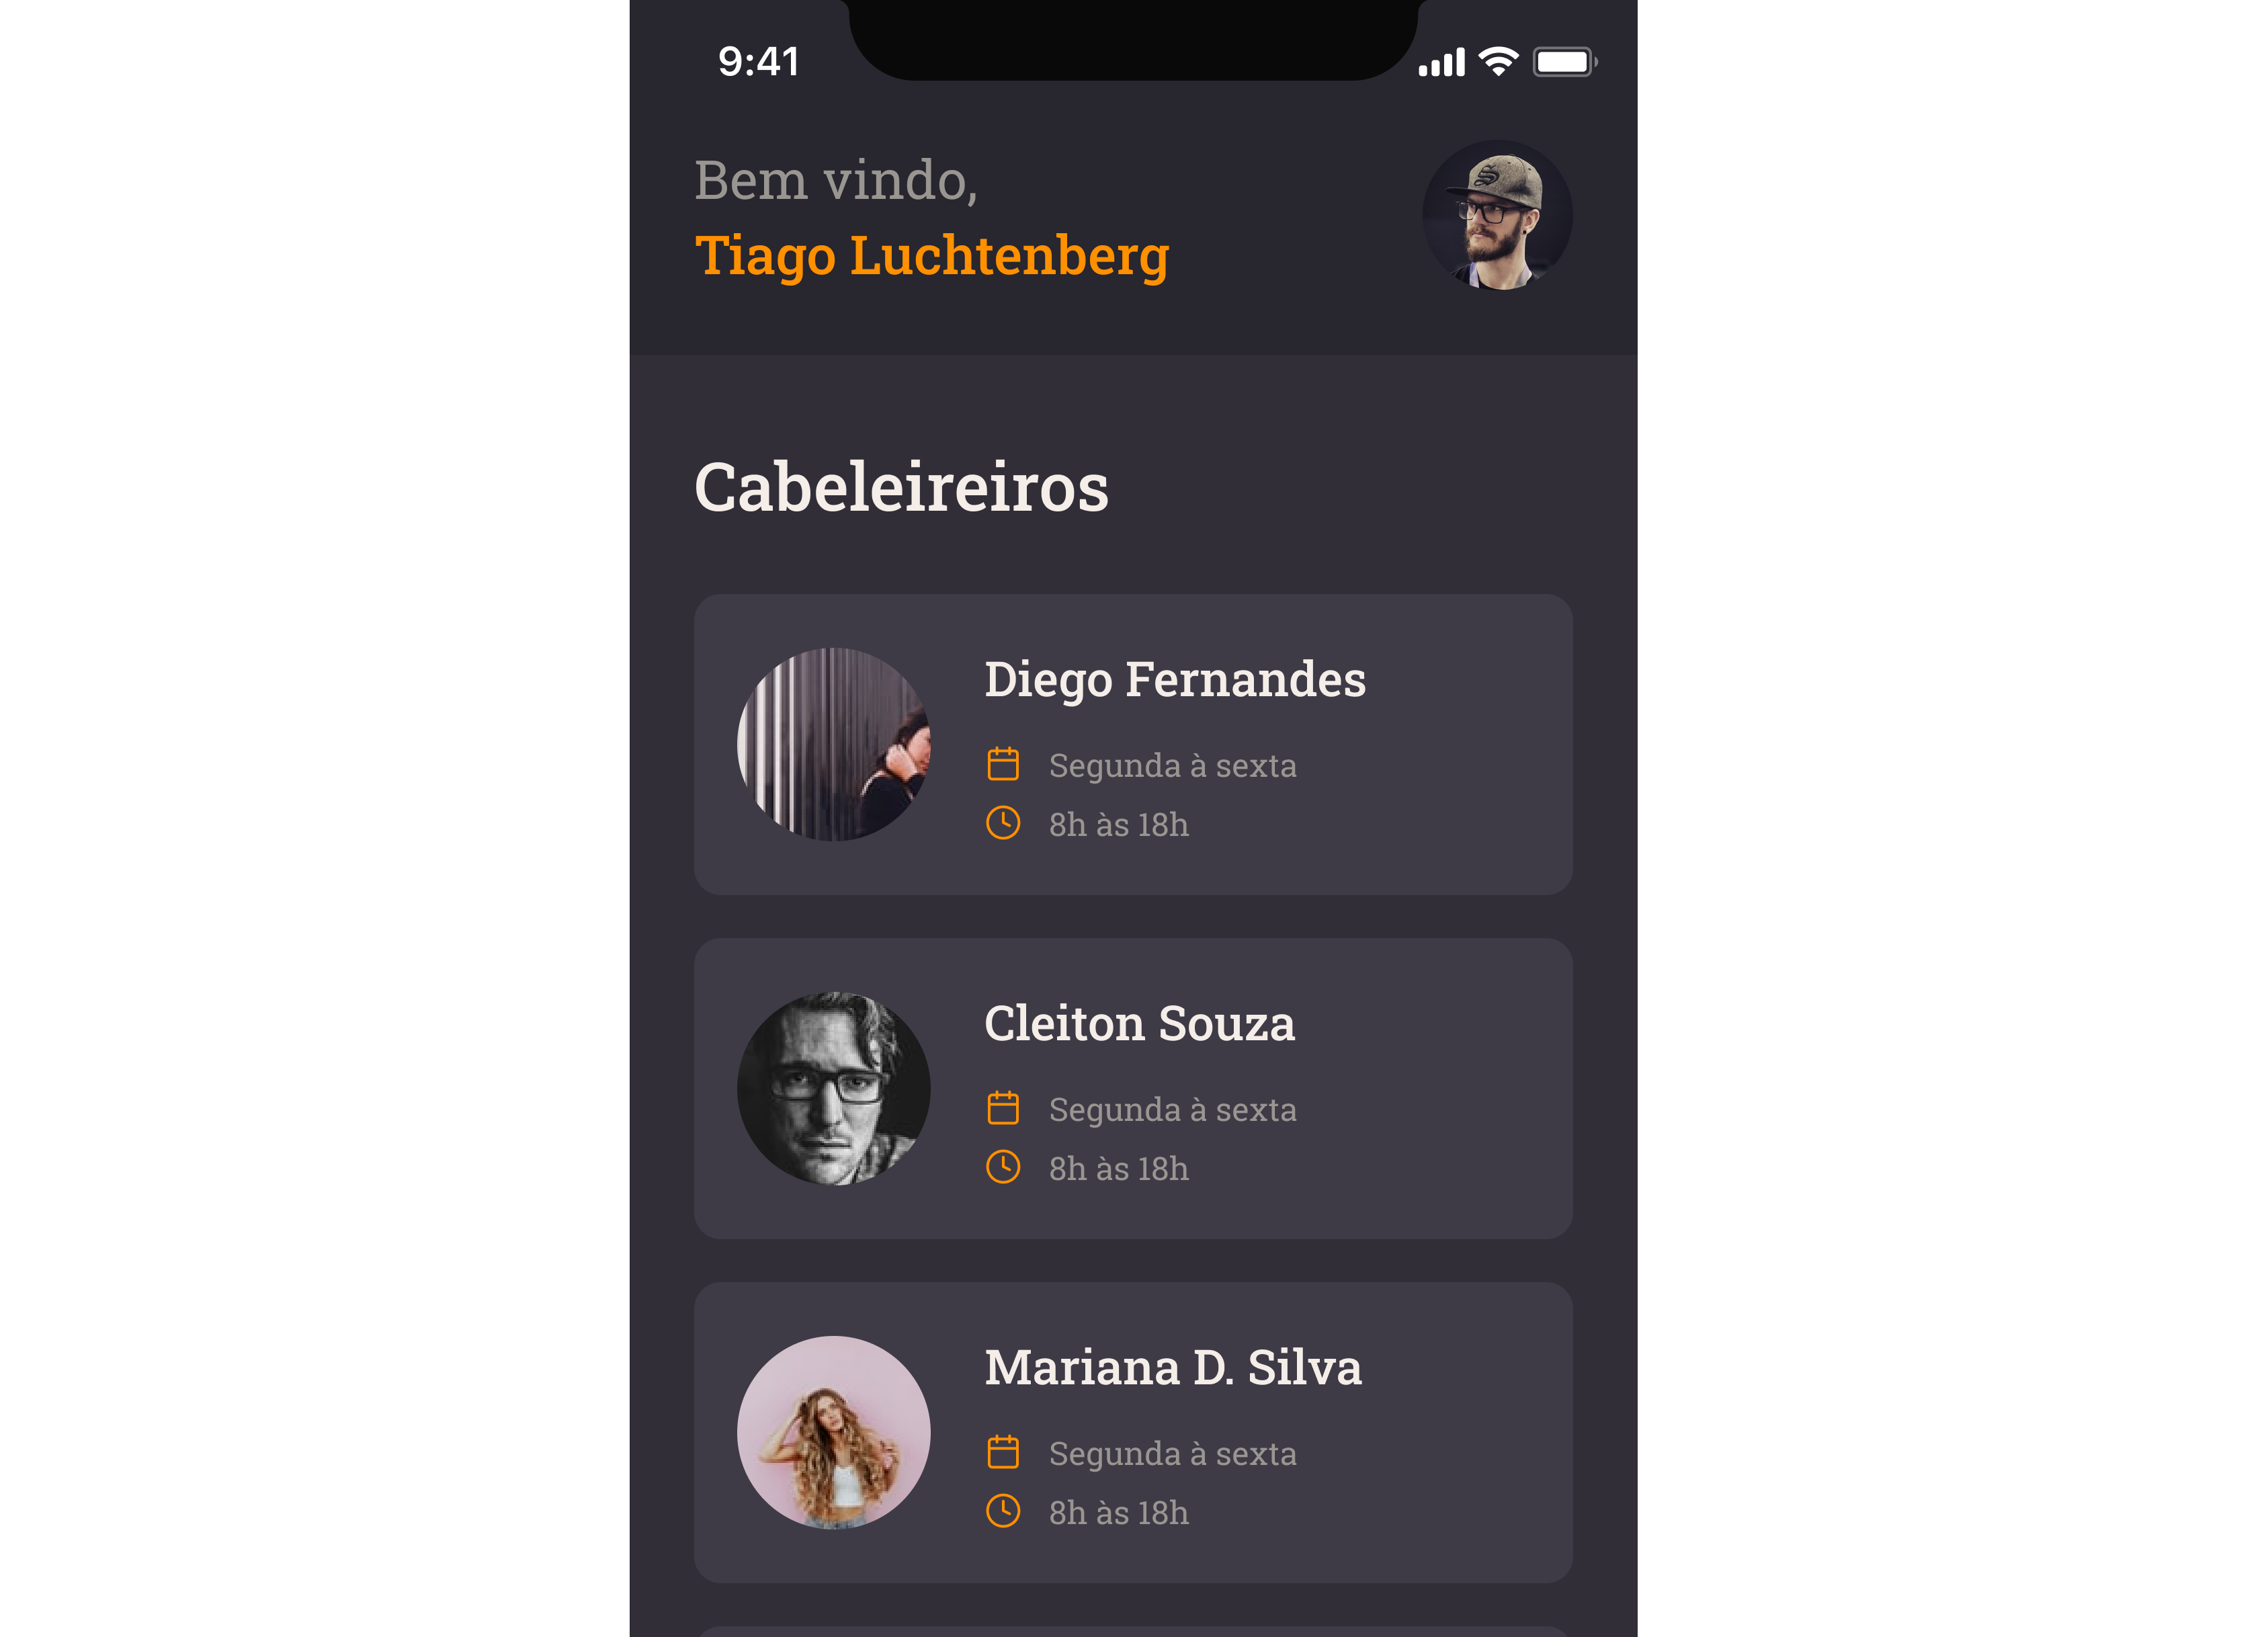 9:41
Bem vindo,
Tiago Luchtenberg
Cabeleireiros
Diego Fernandes
Segunda à sexta
8h às 18h
Cleiton Souza
Segunda à sexta
8h às 18h
Mariana D. Silva
Segunda à sexta
8h às 18h